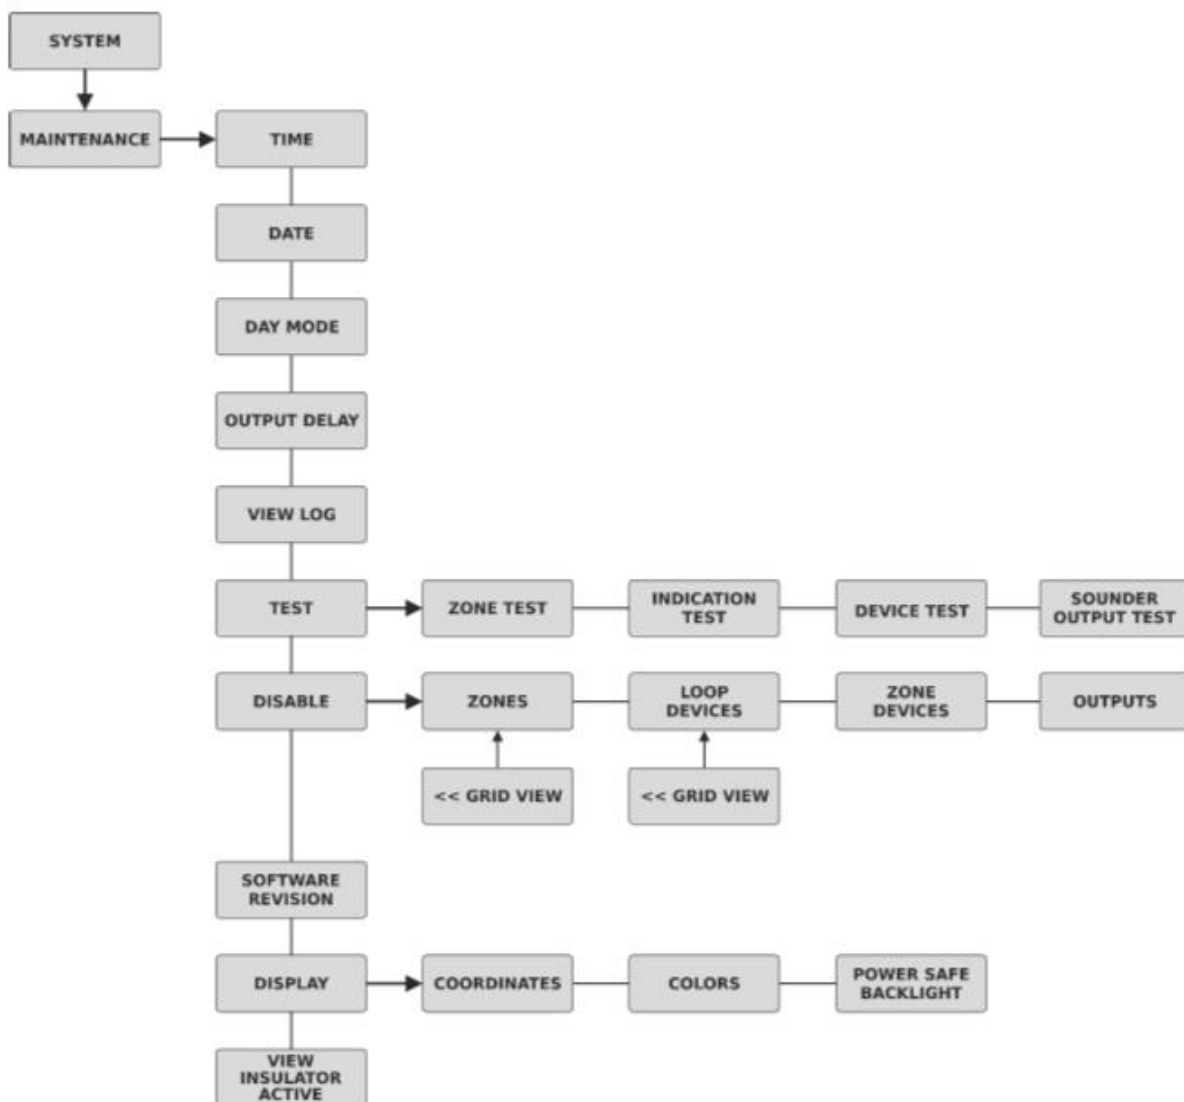 SYSTEM
MAINTENANCE
TIME
DATE
DAY MODE
OUTPUT DELAY
VIEW LOG
TEST
ZONE TEST
INDICATION
TEST
DEVICE TEST
SOUNDER
OUTPUT TEST
DISABLE
ZONES
LOOP
DEVICES
ZONE
DEVICES
OUTPUTS
<< GRID VIEW
<< GRID VIEW
SOFTWARE
REVISION
DISPLAY
COORDINATES
COLORS
POWER SAFE
BACKLIGHT
VIEW
INSULATOR
ACTIVE